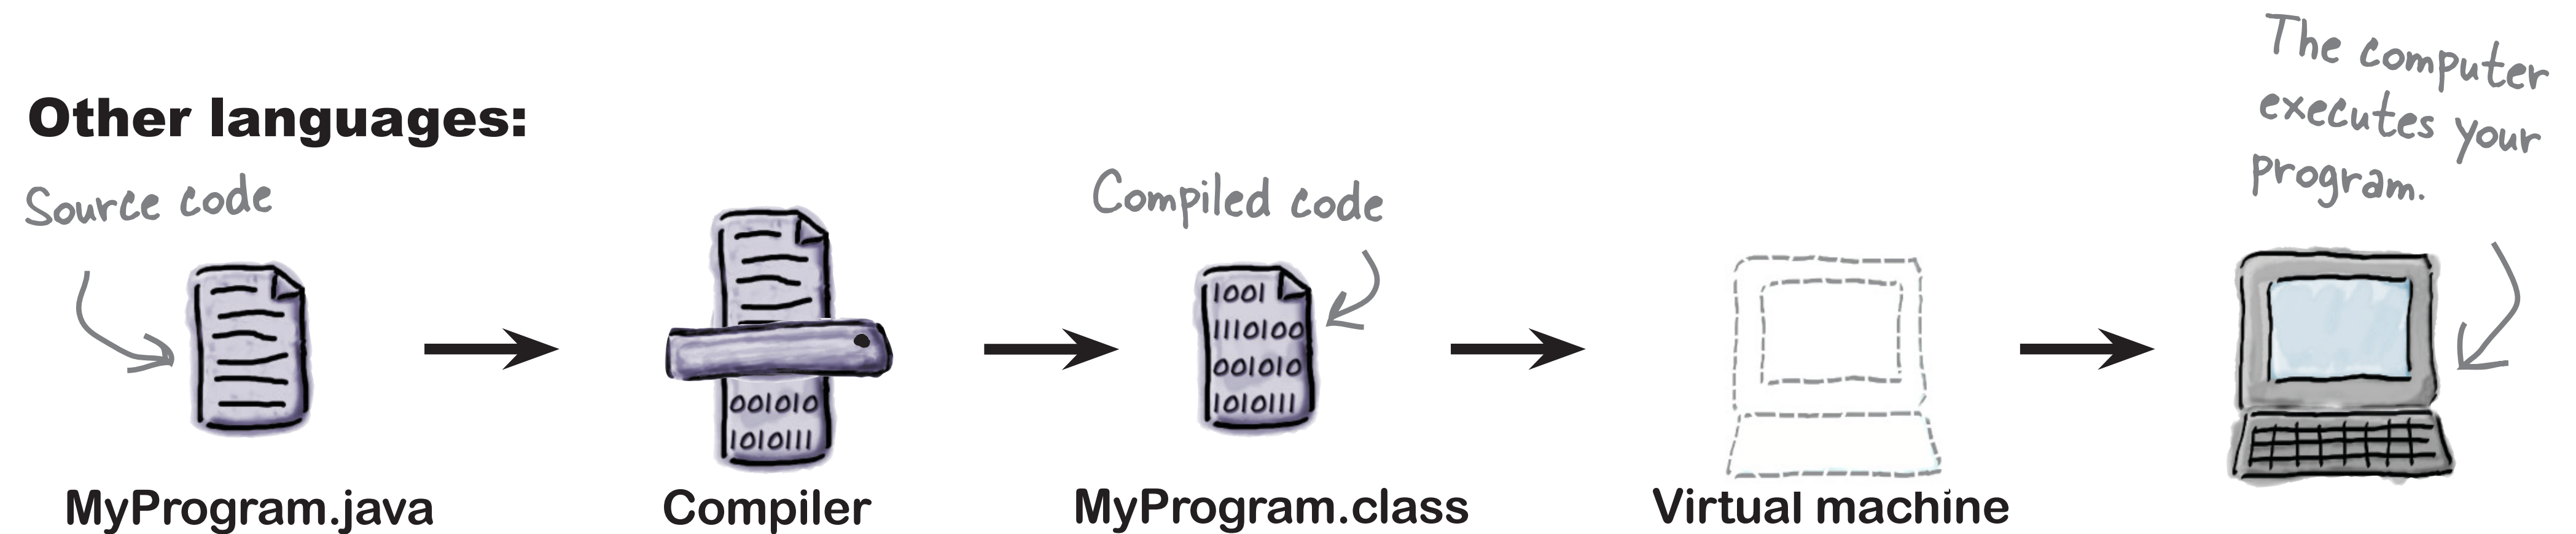 The computer
executes your
program.
Other languages:
Source code
Compiled code
1001
1110100
001010
1010111
001010
1010111
MyProgram.java
Compiler
MyProgram.class
Virtual machine